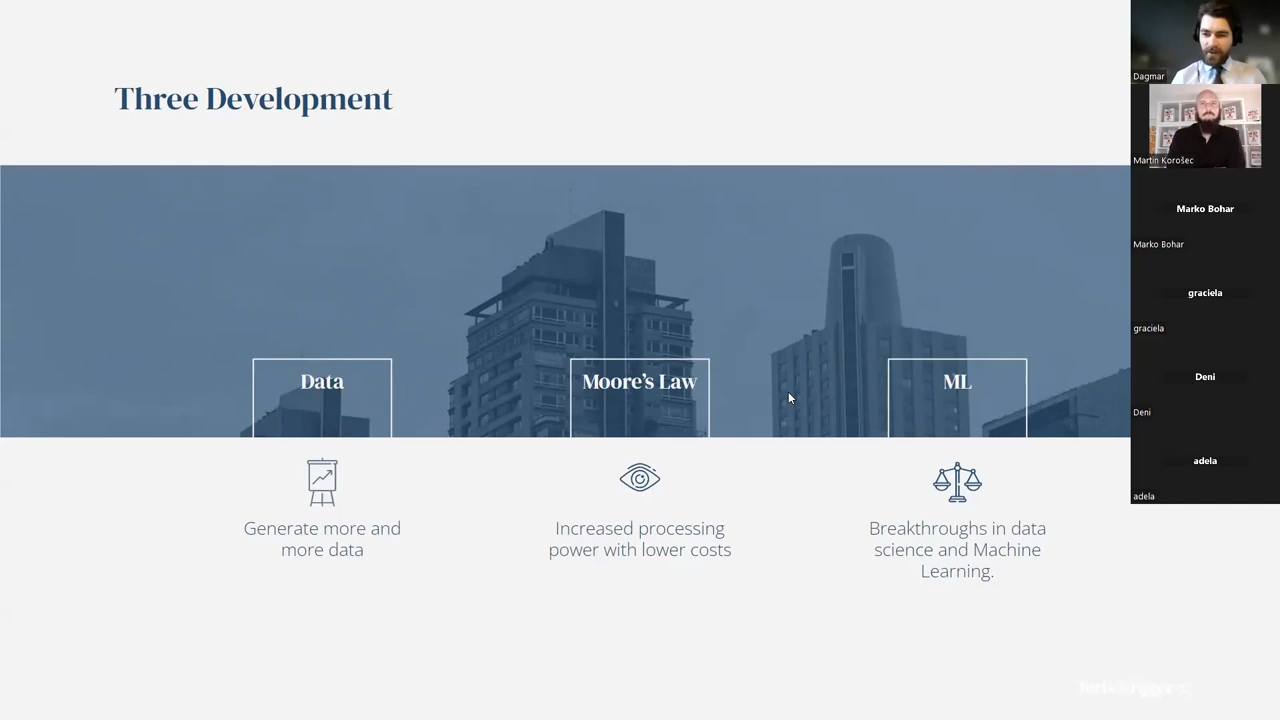 Three Development
Data
Moore's Law
ML
Generate more and
more data
Increased processing
power with lower costs
Breakthroughs in data
science and Machine
Learning.
Dagmar
Martin Korošec
Marko Bohar
Marko Bohar
graciela
graciela
Deni
Deni
adela
adela